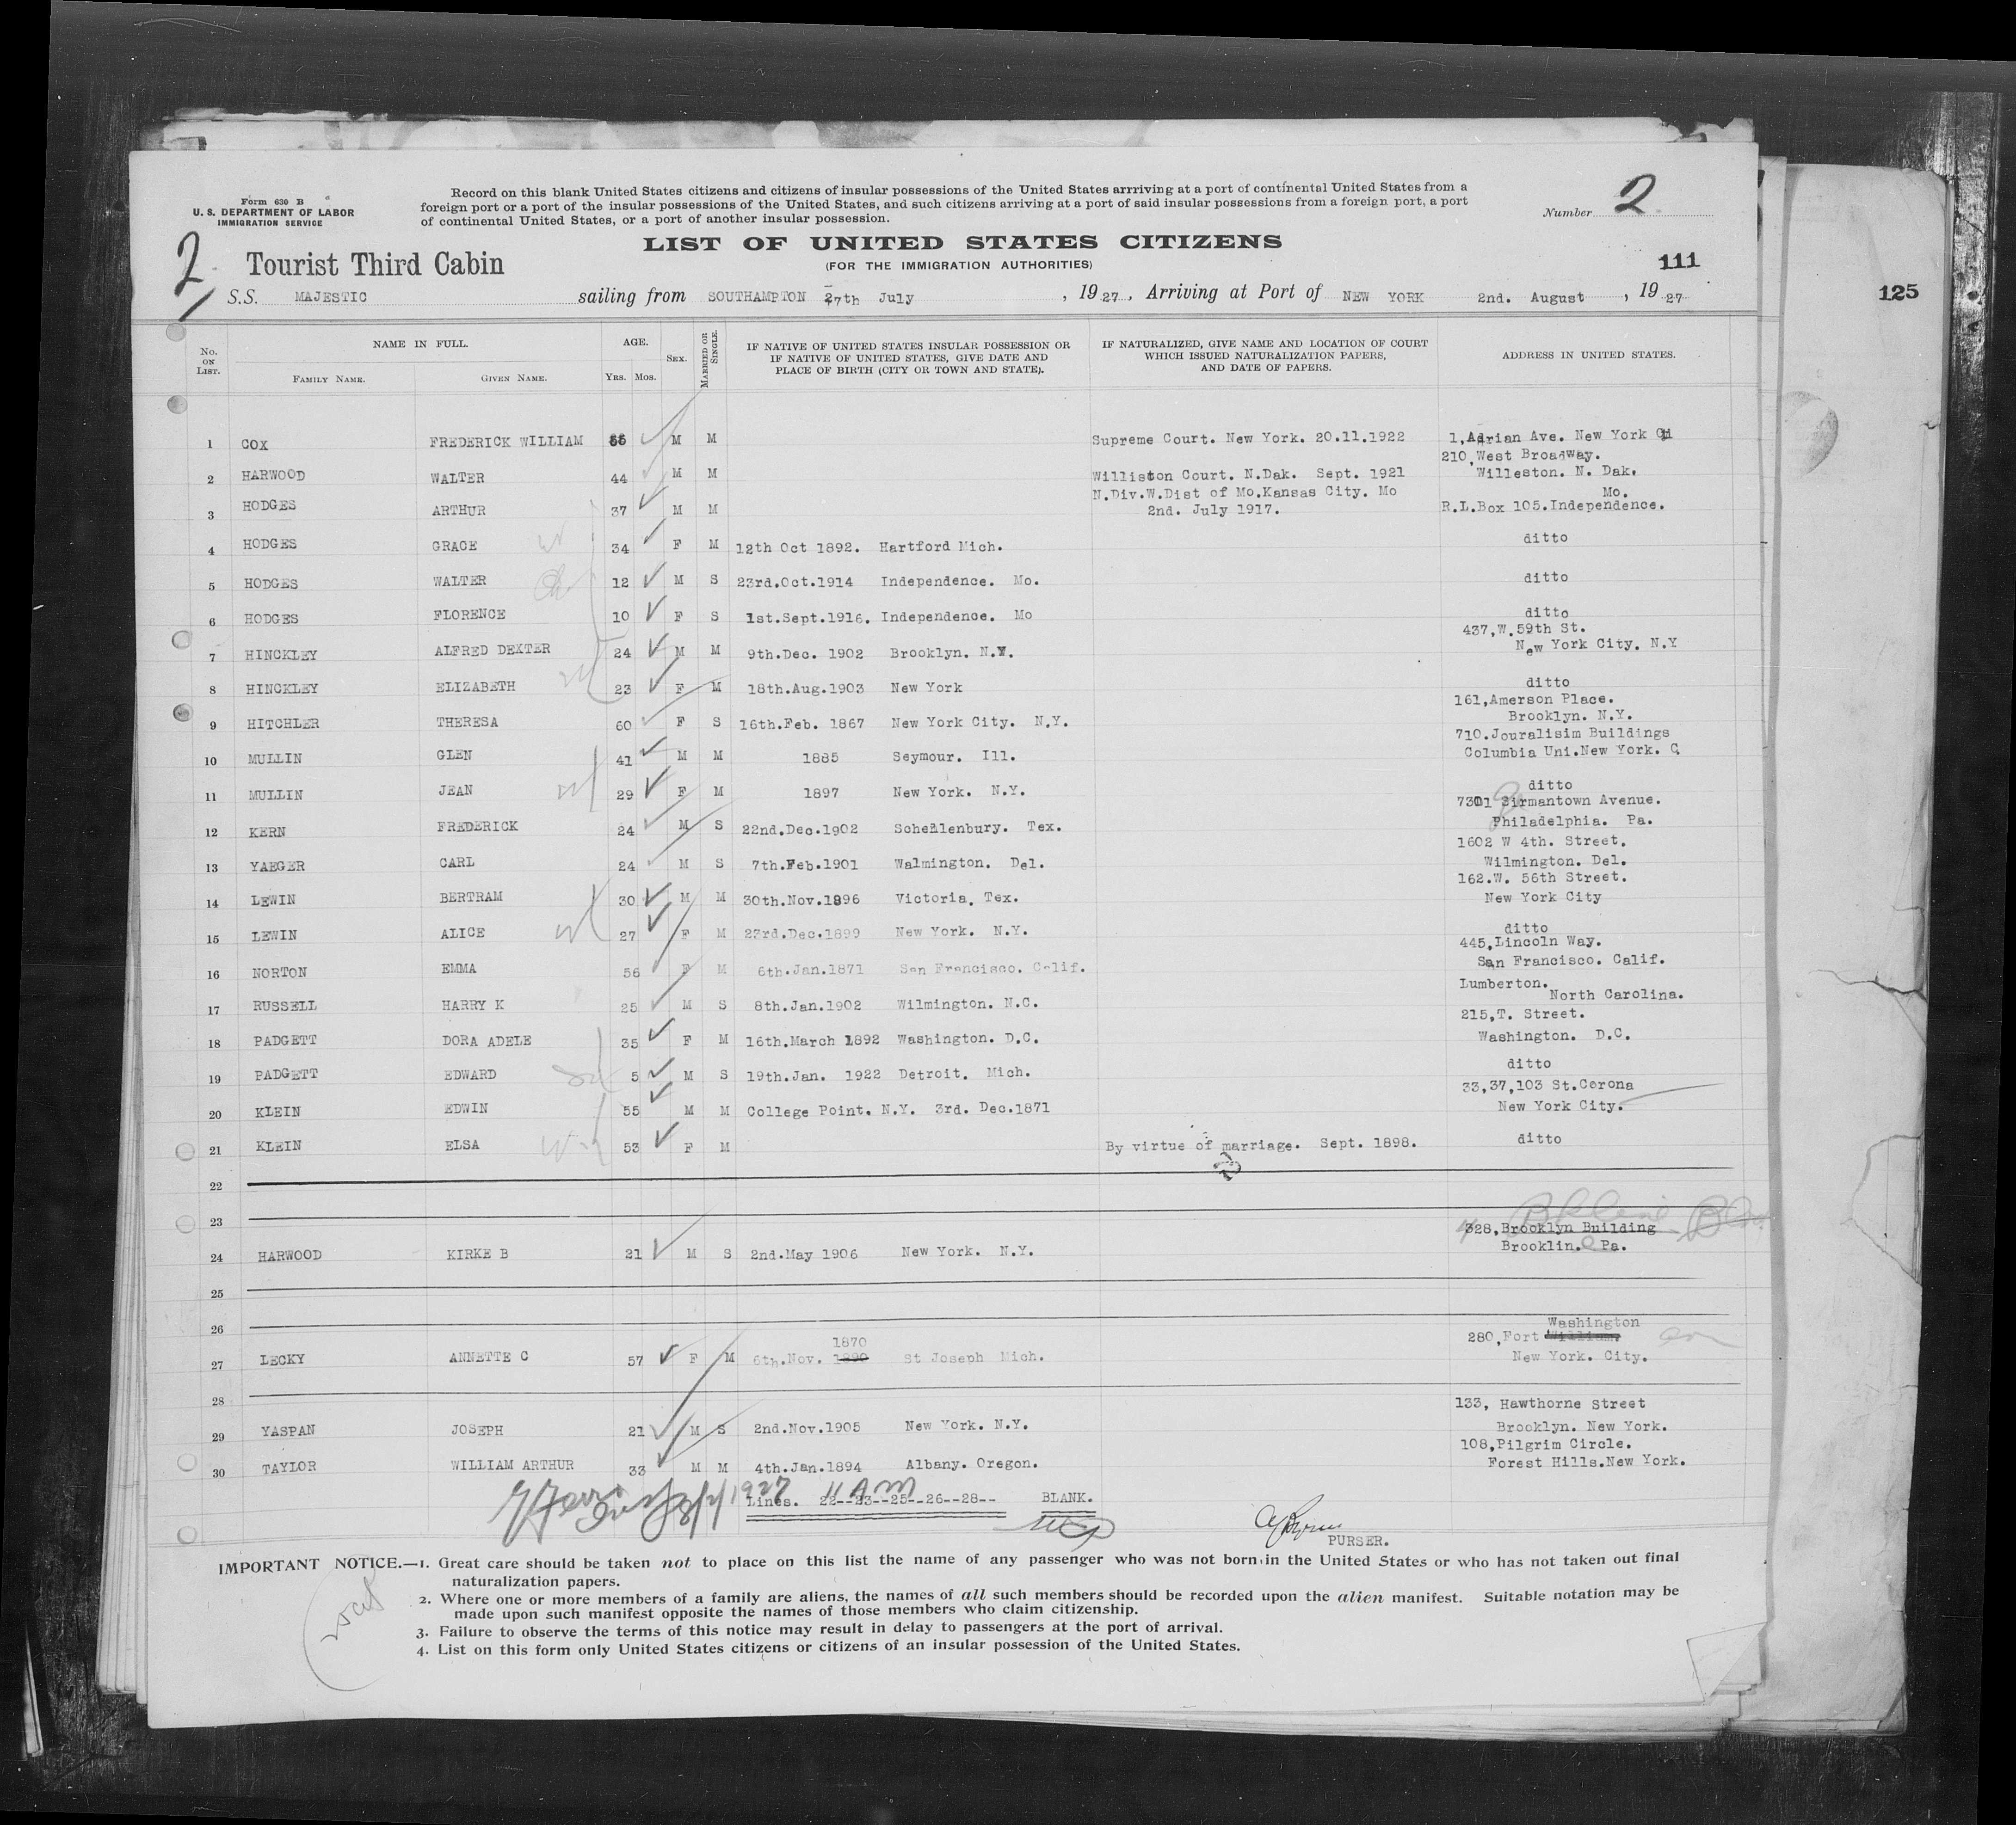 Form 630 B
U. S. DEPARTMENT OF LABOR
IMMIGRATION SERVICE
Record on this blank United States citizens and citizens of insular possessions of the United States arrriving at a port of continental United States from a
foreign port or a port of the insular possessions of the United States, and such citizens arriving at a port of said insular possessions from a foreign port, a port
of continental United States, or a port of another insular possession.
Number 2
2
LIST OF UNITED STATES CITIZENS
Tourist Third Cabin
(FOR THE IMMIGRATION AUTHORITIES)
111
S.S. MAJESTIC sailing from SOUTHAMPTON 27th July , 19 27 , Arriving at Port of NEW YORK 2nd. August , 19 27
125
No. ON LIST. NAME IN FULL. AGE. SEX. MARRIED OR SINGLE. IF NATIVE OF UNITED STATES INSULAR POSSESSION OR IF NATIVE OF UNITED STATES, GIVE DATE AND PLACE OF BIRTH (CITY OR TOWN AND STATE). IF NATURALIZED, GIVE NAME AND LOCATION OF COURT WHICH ISSUED NATURALIZATION PAPERS, AND DATE OF PAPERS. ADDRESS IN UNITED STATES.
FAMILY NAME. GIVEN NAME. Yrs. Mos.
1 COX FREDERICK WILLIAM M M Supreme Court. New York. 20.11.1922 1,Adrian Ave. New York
210,West Broadway.
2 HARWOOD WALTER 44 M M Williston Court. N.Dak. Sept. 1921 Willeston. N. Dak.
N.Div.W.Dist of Mo.Kansas City. Mo Mo.
3 HODGES ARTHUR 37 M M 2nd. July 1917. R.L.Box 105.Independence.
4 HODGES GRACE 34 F M 12th Oct 1892. Hartford Mich. ditto
5 HODGES WALTER 12 M S 23rd.Oct.1914 Independence. Mo. ditto
6 HODGES FLORENCE 10 F S 1st.Sept.1916. Independence. Mo ditto
437,W.59th St.
7 HINCKLEY ALFRED DEXTER 24 M M 9th.Dec. 1902 Brooklyn. N.Y. New York City. N.Y
8 HINCKLEY ELIZABETH 23 F M 18th.Aug.1903 New York ditto
161,Amerson Place.
9 HITCHLER THERESA 60 F S 16th.Feb. 1867 New York City. N.Y. Brooklyn. N.Y.
710.Jouralisim Buildings
10 MULLIN GLEN 41 M M 1885 Seymour. Ill. Columbia Uni.New York. C
11 MULLIN JEAN 29 F M 1897 New York. N.Y. ditto
7301 Girmantown Avenue.
12 KERN FREDERICK 24 M S 22nd.Dec.1902 Schellenbury. Tex. Philadelphia. Pa.
1602 W 4th. Street.
13 YAEGER CARL 24 M S 7th.Feb.1901 Walmington. Del. Wilmington. Del.
162.W. 56th Street.
14 LEWIN BERTRAM 30 M M 30th.Nov.1896 Victoria. Tex. New York City
15 LEWIN ALICE 27 F M 23rd.Dec.1899 New York. N.Y. ditto
445,Lincoln Way.
16 NORTON EMMA 56 F M 6th.Jan.1871 San Francisco. Calif. San Francisco. Calif.
Lumberton.
17 RUSSELL HARRY K 25 M S 8th.Jan.1902 Wilmington. N.C. North Carolina.
215,T. Street.
18 PADGETT DORA ADELE 35 F M 16th.March 1892 Washington. D.C. Washington. D.C.
19 PADGETT EDWARD 5 M S 19th.Jan. 1922 Detroit. Mich. ditto
33,37,103 St.Corona
20 KLEIN EDWIN 55 M M College Point. N.Y. 3rd. Dec.1871 New York City.
21 KLEIN ELSA 53 F M By virtue of marriage. Sept. 1898. ditto
22
23
328,Brooklyn Building
24 HARWOOD KIRKE B 21 M S 2nd.May 1906 New York. N.Y. Brooklin. Pa.
25
26
Washington
1870 280,Fort William.
27 LECKY ANNETTE C 57 F M 6th.Nov. 1890 St Joseph Mich. New York. City.
28
133, Hawthorne Street
29 YASPAN JOSEPH 21 M S 2nd.Nov.1905 New York. N.Y. Brooklyn. New York.
108,Pilgrim Circle.
30 TAYLOR WILLIAM ARTHUR 33 M M 4th.Jan.1894 Albany. Oregon. Forest Hills.New York.
8/2/1927 11 AM
Lines. 22--23--25--26--28-- BLANK.
PURSER.
IMPORTANT NOTICE.—1. Great care should be taken not to place on this list the name of any passenger who was not born in the United States or who has not taken out final
naturalization papers.
2. Where one or more members of a family are aliens, the names of all such members should be recorded upon the alien manifest. Suitable notation may be
made upon such manifest opposite the names of those members who claim citizenship.
3. Failure to observe the terms of this notice may result in delay to passengers at the port of arrival.
4. List on this form only United States citizens or citizens of an insular possession of the United States.